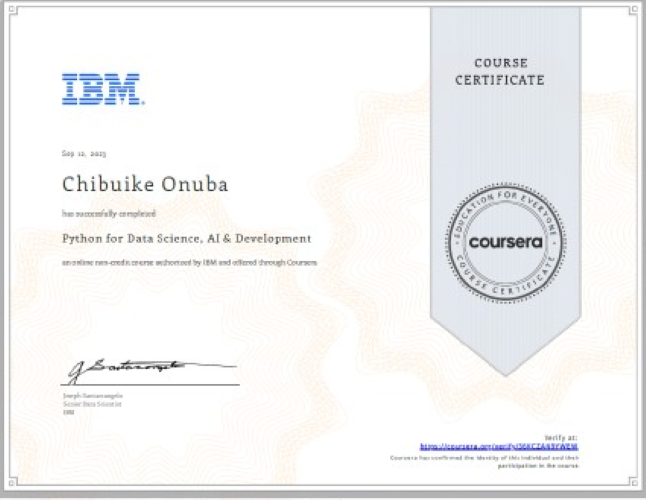 IBM
COURSE
CERTIFICATE
Sep 12, 2023
Chibuike Onuba
has successfully completed
Python for Data Science, AI & Development
an online non-credit course authorized by IBM and offered through Coursera
EDUCATION FOR EVERYONE
coursera
COURSE CERTIFICATE
Joseph Santarcangelo
Senior Data Scientist
IBM
Verify at:
https://coursera.org/verify/
Coursera has confirmed the identity of this individual and their
participation in the course.